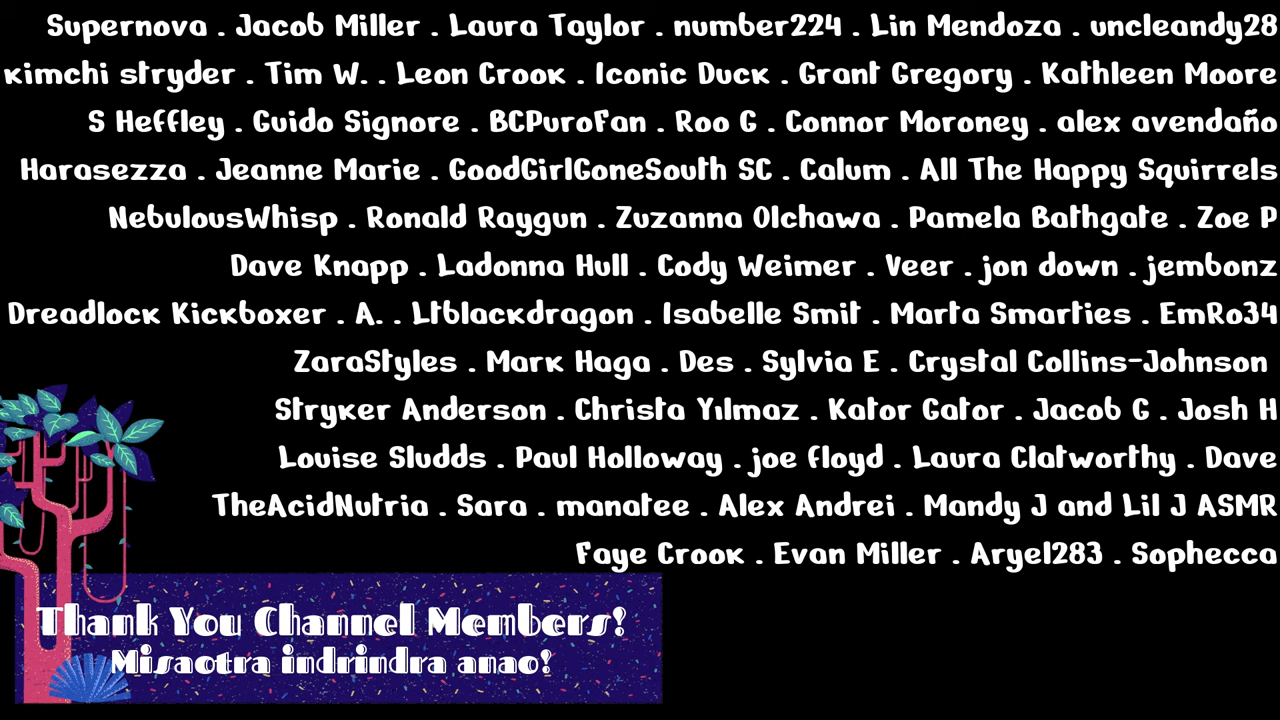 Supernova . Jacob Miller . Laura Taylor . number224 . Lin Mendoza . uncleandy28
kimchi stryder . Tim W. . Leon Crook . Iconic Duck . Grant Gregory . Kathleen Moore
S Heffley . Guido Signore . BCPuroFan . Roo G . Connor Moroney . alex avendaño
Harasezza . Jeanne Marie . GoodGirlGoneSouth SC . Calum . All The Happy Squirrels
NebulousWhisp . Ronald Raygun . Zuzanna Olchawa . Pamela Bathgate . Zoe P
Dave Knapp . Ladonna Hull . Cody Weimer . Veer . jon down . jembonz
Dreadlock Kickboxer . A. . Ltblackdragon . Isabelle Smit . Marta Smarties . EmRo34
ZaraStyles . Mark Haga . Des . Sylvia E . Crystal Collins-Johnson
Stryker Anderson . Christa Yılmaz . Kator Gator . Jacob G . Josh H
Louise Sludds . Paul Holloway . joe floyd . Laura Clatworthy . Dave
TheAcidNutria . Sara . manatee . Alex Andrei . Mandy J and Lil J ASMR
Faye Crook . Evan Miller . Aryel283 . Sophecca
Thank You Channel Members!
Misaotra indrindra anao!